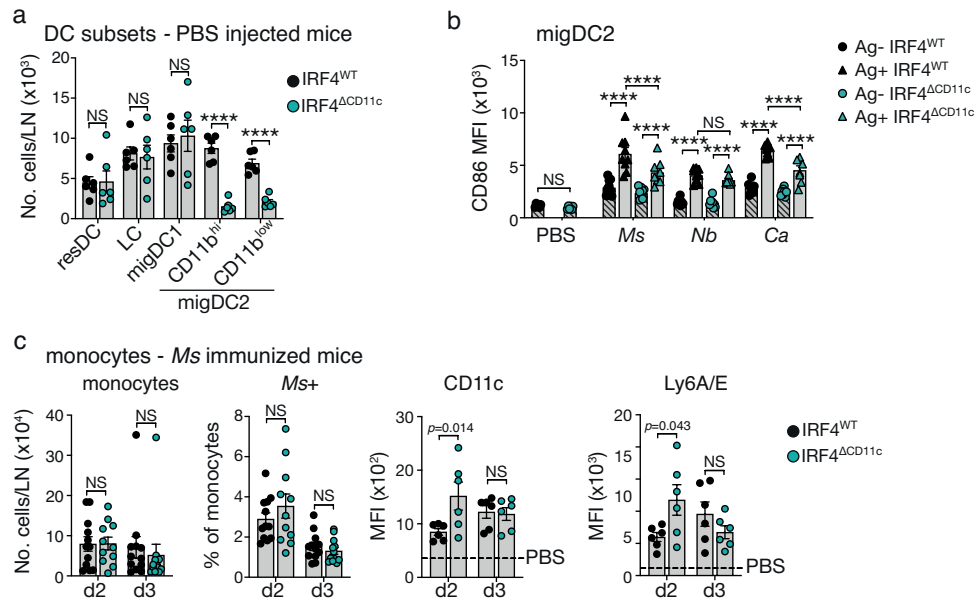 a
DC subsets - PBS injected mice
No. cells/LN (x10³)
20
15
10
5
0
NS
NS
NS
****
****
IRF4ᵂᵀ
IRF4ΔCD11c
resDC
LC
migDC1
CD11bʰⁱ
CD11bˡᵒʷ
migDC2
b
migDC2
CD86 MFI (x10³)
15
10
5
0
NS
****
****
****
****
NS
****
****
****
****
PBS
Ms
Nb
Ca
Ag- IRF4ᵂᵀ
Ag+ IRF4ᵂᵀ
Ag- IRF4ΔCD11c
Ag+ IRF4ΔCD11c
c
monocytes - Ms immunized mice
monocytes
No. cells/LN (x10⁴)
40
30
20
10
0
NS
NS
d2
d3
Ms+
% of monocytes
8
6
4
2
0
NS
NS
d2
d3
CD11c
MFI (x10²)
30
20
10
0
p=0.014
NS
PBS
d2
d3
Ly6A/E
MFI (x10³)
20
15
10
5
0
p=0.043
NS
PBS
d2
d3
IRF4ᵂᵀ
IRF4ΔCD11c